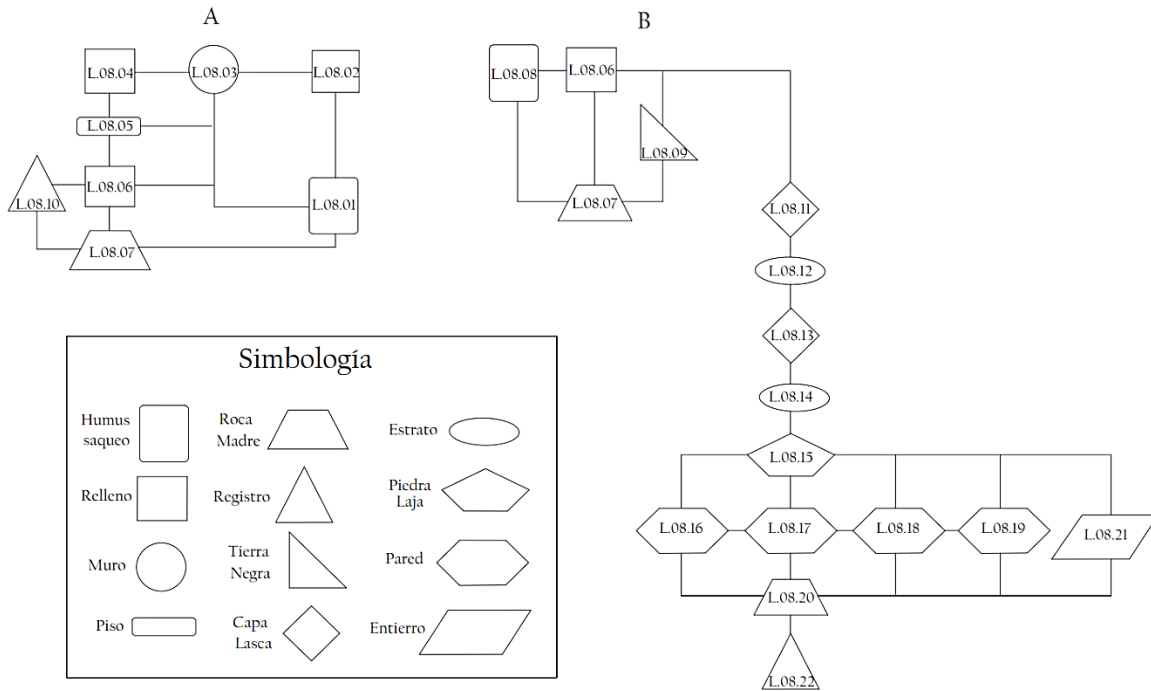 A
L.08.04
L.08.03
L.08.02
L.08.05
L.08.10
L.08.06
L.08.01
L.08.07
B
L.08.08
L.08.06
L.08.09
L.08.07
L.08.11
L.08.12
L.08.13
L.08.14
L.08.15
L.08.16
L.08.17
L.08.18
L.08.19
L.08.21
L.08.20
L.08.22
Simbología
Humus
saqueo
Roca
Madre
Estrato
Relleno
Registro
Piedra
Laja
Muro
Tierra
Negra
Pared
Piso
Capa
Lasca
Entierro